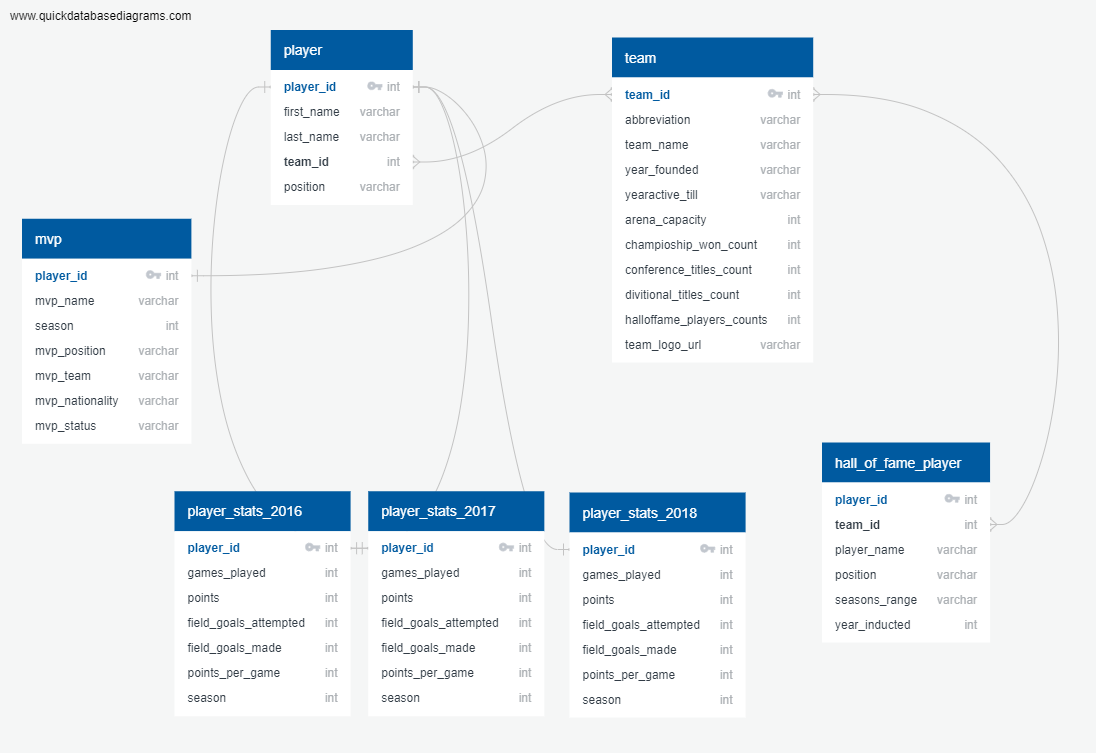 www.quickdatabasediagrams.com
player
player_id int
first_name varchar
last_name varchar
team_id int
position varchar
team
team_id int
abbreviation varchar
team_name varchar
year_founded varchar
yearactive_till varchar
arena_capacity int
champioship_won_count int
conference_titles_count int
divitional_titles_count int
halloffame_players_counts int
team_logo_url varchar
mvp
player_id int
mvp_name varchar
season int
mvp_position varchar
mvp_team varchar
mvp_nationality varchar
mvp_status varchar
player_stats_2016
player_id int
games_played int
points int
field_goals_attempted int
field_goals_made int
points_per_game int
season int
player_stats_2017
player_id int
games_played int
points int
field_goals_attempted int
field_goals_made int
points_per_game int
season int
player_stats_2018
player_id int
games_played int
points int
field_goals_attempted int
field_goals_made int
points_per_game int
season int
hall_of_fame_player
player_id int
team_id int
player_name varchar
position varchar
seasons_range varchar
year_inducted int